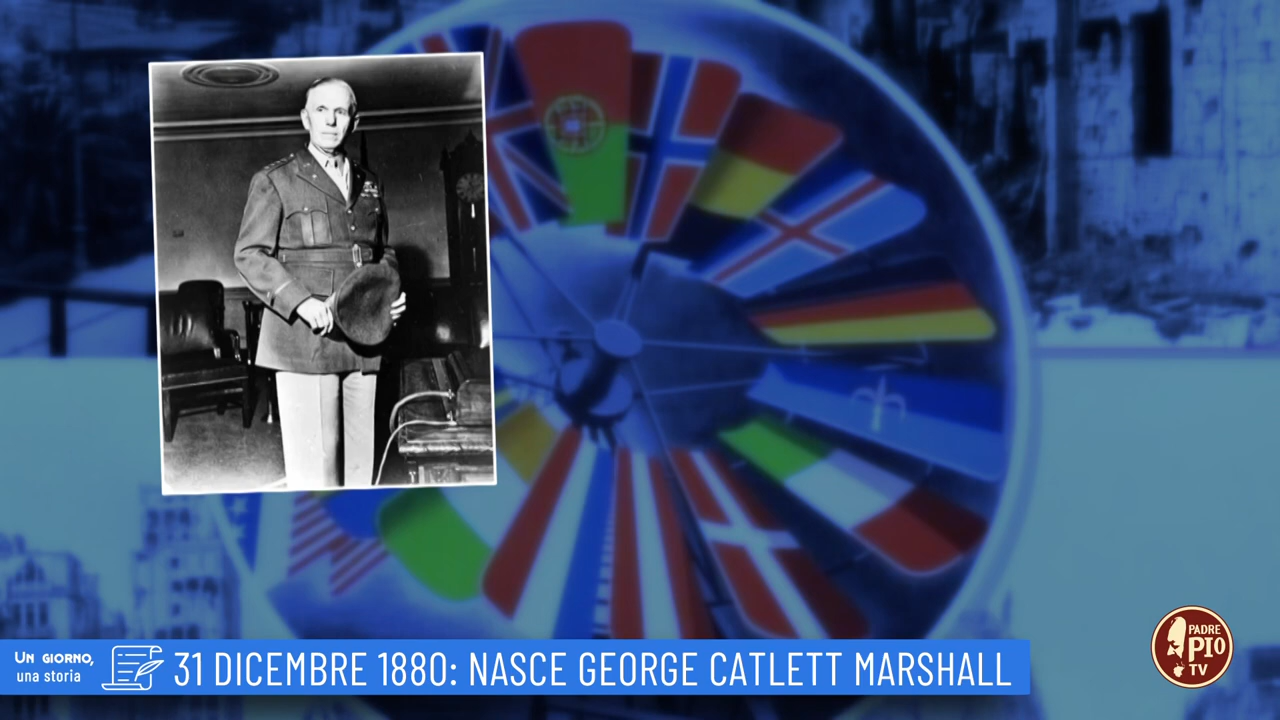 Un giorno,
una storia
31 DICEMBRE 1880: NASCE GEORGE CATLETT MARSHALL
PADRE
PIO
TV